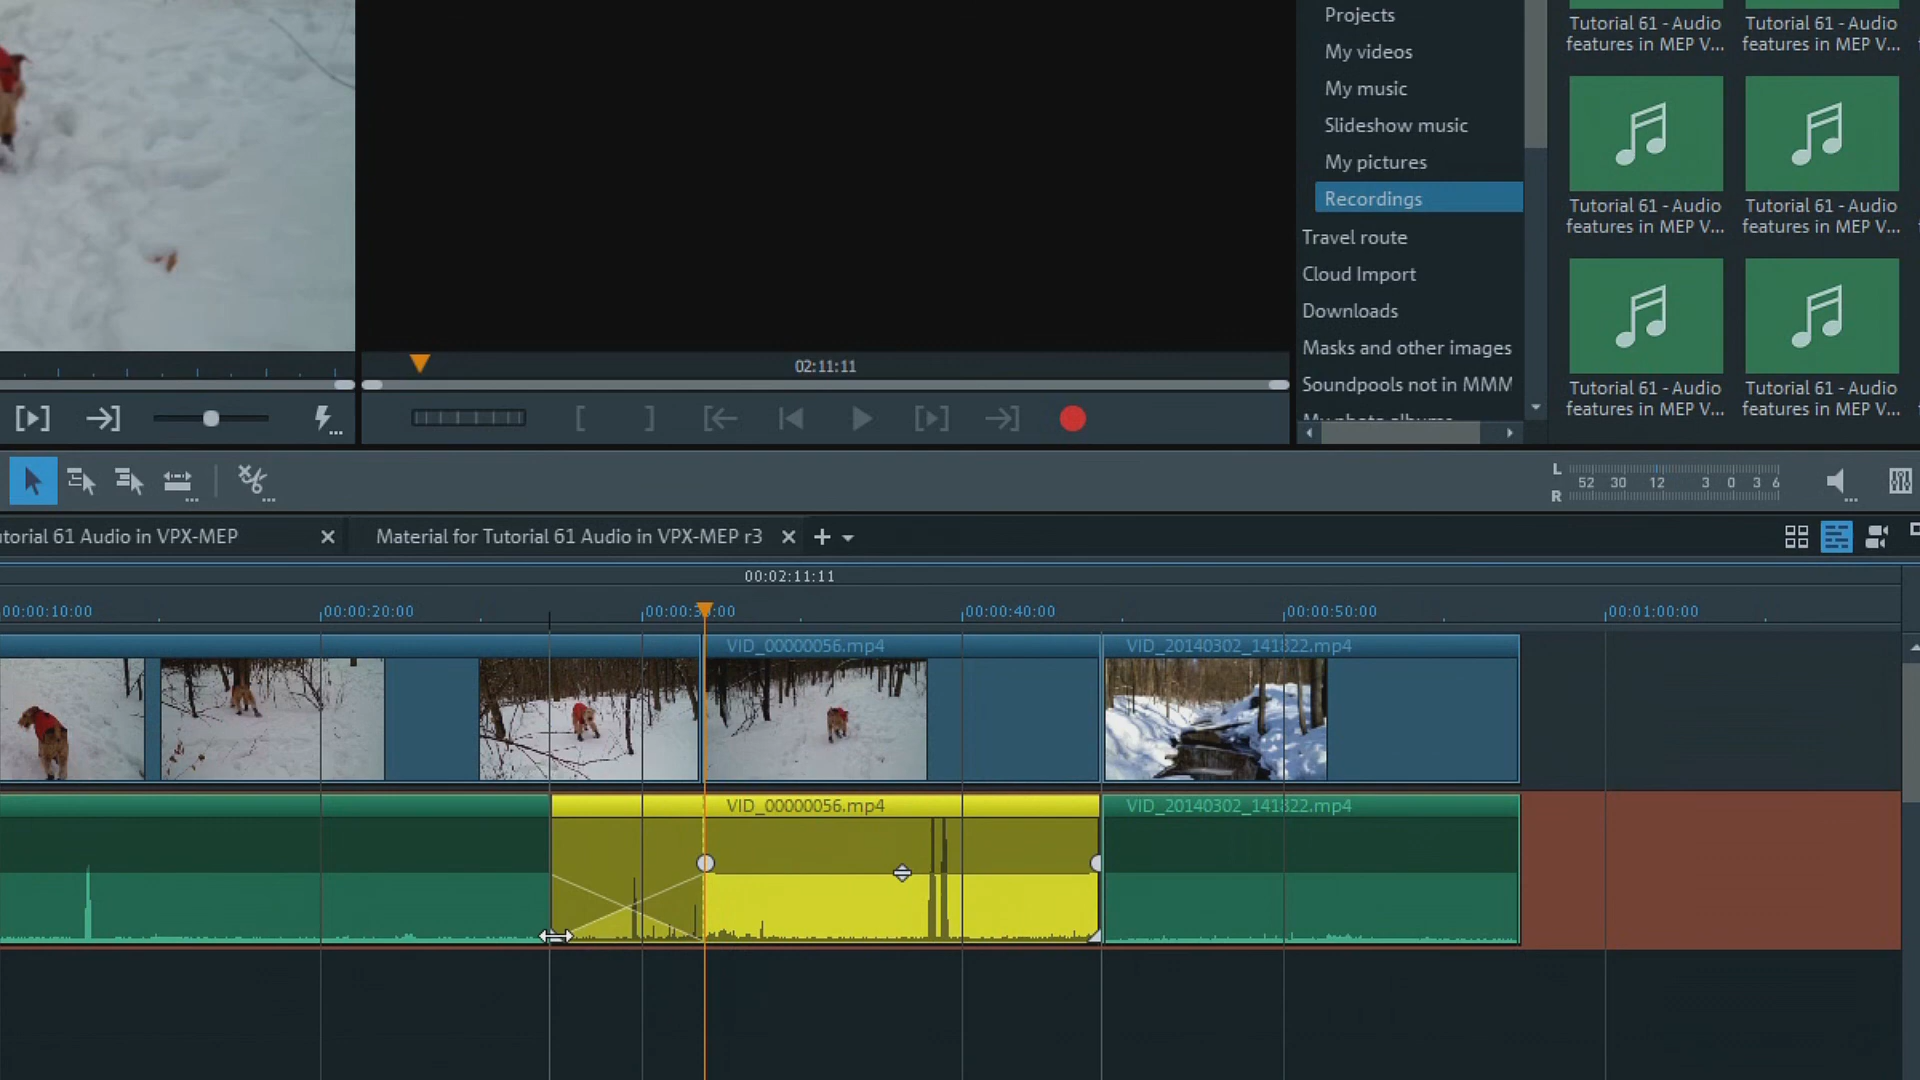 Projects
My videos
My music
Slideshow music
My pictures
Recordings
Travel route
Cloud Import
Downloads
Masks and other images
Soundpools not in MMM
Tutorial 61 - Audio
features in MEP V...
Tutorial 61 - Audio
features in MEP V...
Tutorial 61 - Audio
features in MEP V...
Tutorial 61 - Audio
features in MEP V...
Tutorial 61 - Audio
features in MEP V...
Tutorial 61 - Audio
features in MEP V...
02:11:11
L
52 30 12 3 0 3 6
R
utorial 61 Audio in VPX-MEP
Material for Tutorial 61 Audio in VPX-MEP r3
00:02:11:11
00:00:10:00 00:00:20:00 00:00:30:00 00:00:40:00 00:00:50:00 00:01:00:00
VID_00000056.mp4 VID_20140302_141822.mp4
VID_00000056.mp4 VID_20140302_141822.mp4